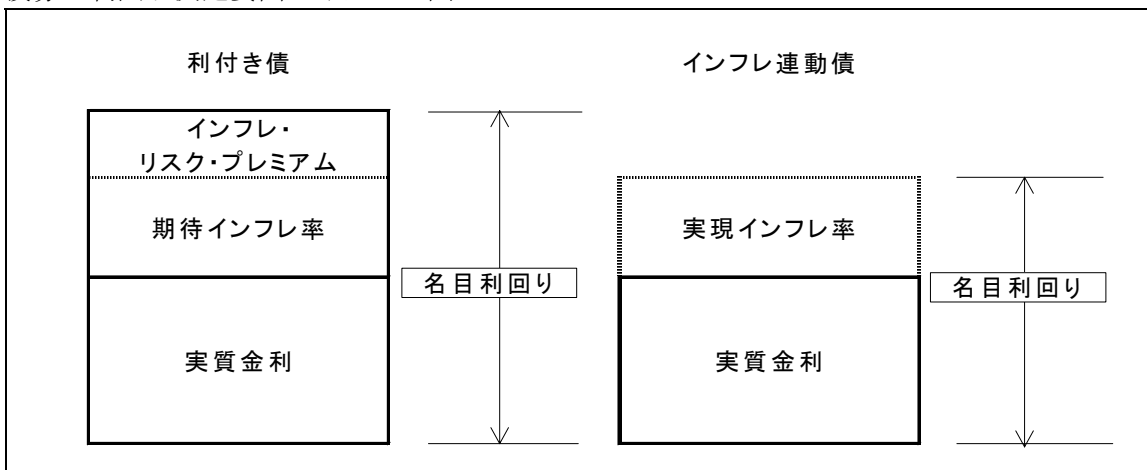 利付き債
インフレ連動債
インフレ・
リスク・プレミアム
期待インフレ率
実現インフレ率
名目利回り
名目利回り
実質金利
実質金利